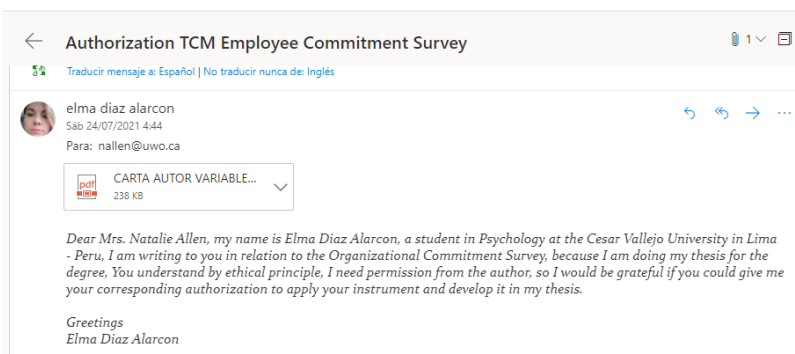 Authorization TCM Employee Commitment Survey
1
Traducir mensaje a: Español | No traducir nunca de: Inglés
elma diaz alarcon
Sáb 24/07/2021 4:44
Para: nallen@uwo.ca
pdf
CARTA AUTOR VARIABLE...
238 KB
Dear Mrs. Natalie Allen, my name is Elma Diaz Alarcon, a student in Psychology at the Cesar Vallejo University in Lima
- Peru, I am writing to you in relation to the Organizational Commitment Survey, because I am doing my thesis for the
degree, You understand by ethical principle, I need permission from the author, so I would be grateful if you could give me
your corresponding authorization to apply your instrument and develop it in my thesis.
Greetings
Elma Diaz Alarcon